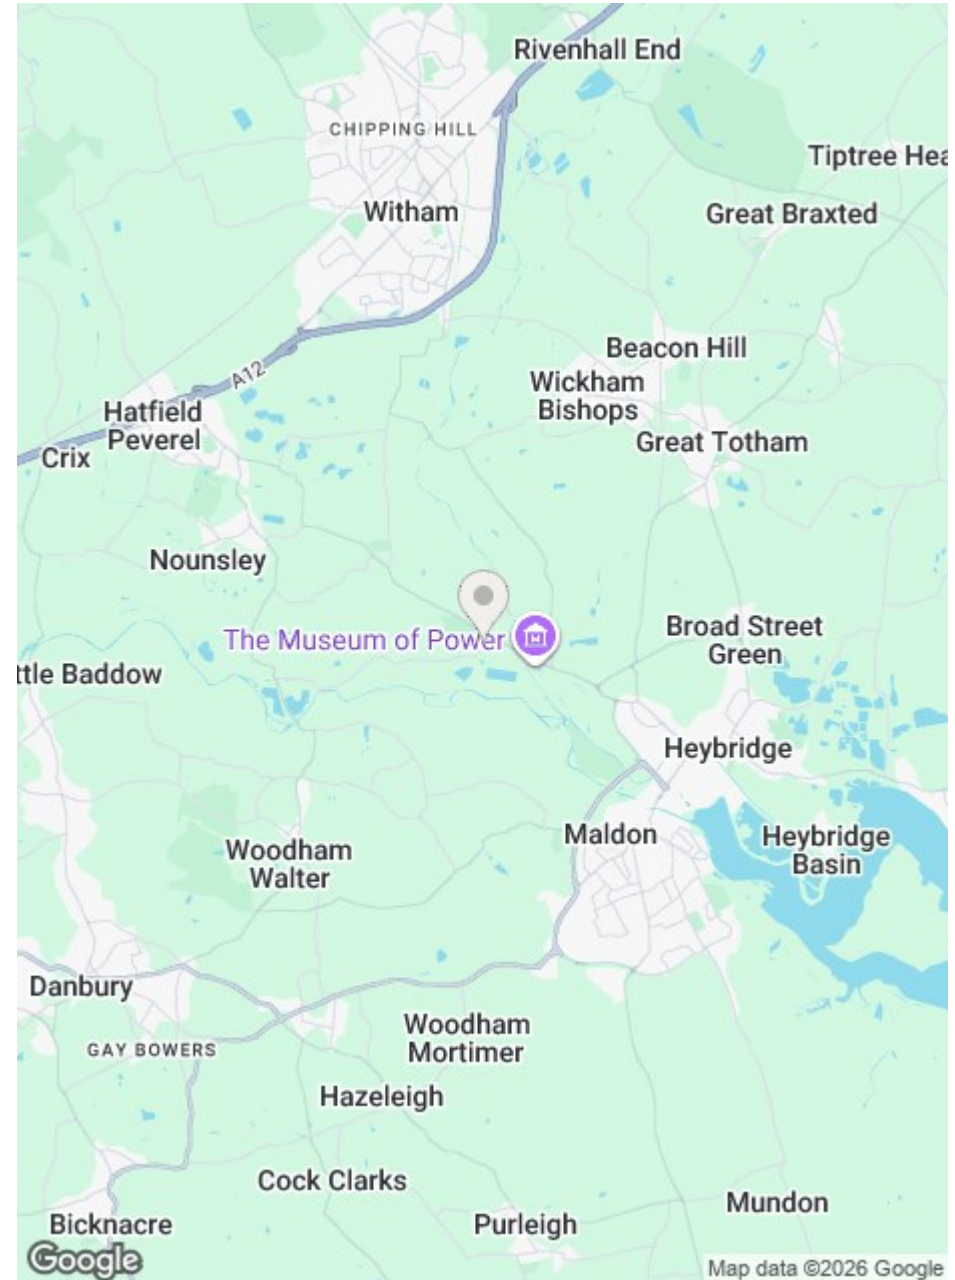 Rivenhall End
CHIPPING HILL
Tiptree Hea
Witham
Great Braxted
Beacon Hill
Wickham
Bishops
A12
Hatfield
Peverel
Great Totham
Crix
Nounsley
The Museum of Power
Broad Street
Green
ttle Baddow
Heybridge
Maldon
Heybridge
Basin
Woodham
Walter
Danbury
Woodham
Mortimer
GAY BOWERS
Hazeleigh
Cock Clarks
Mundon
Bicknacre
Purleigh
Google
Map data ©2026 Google